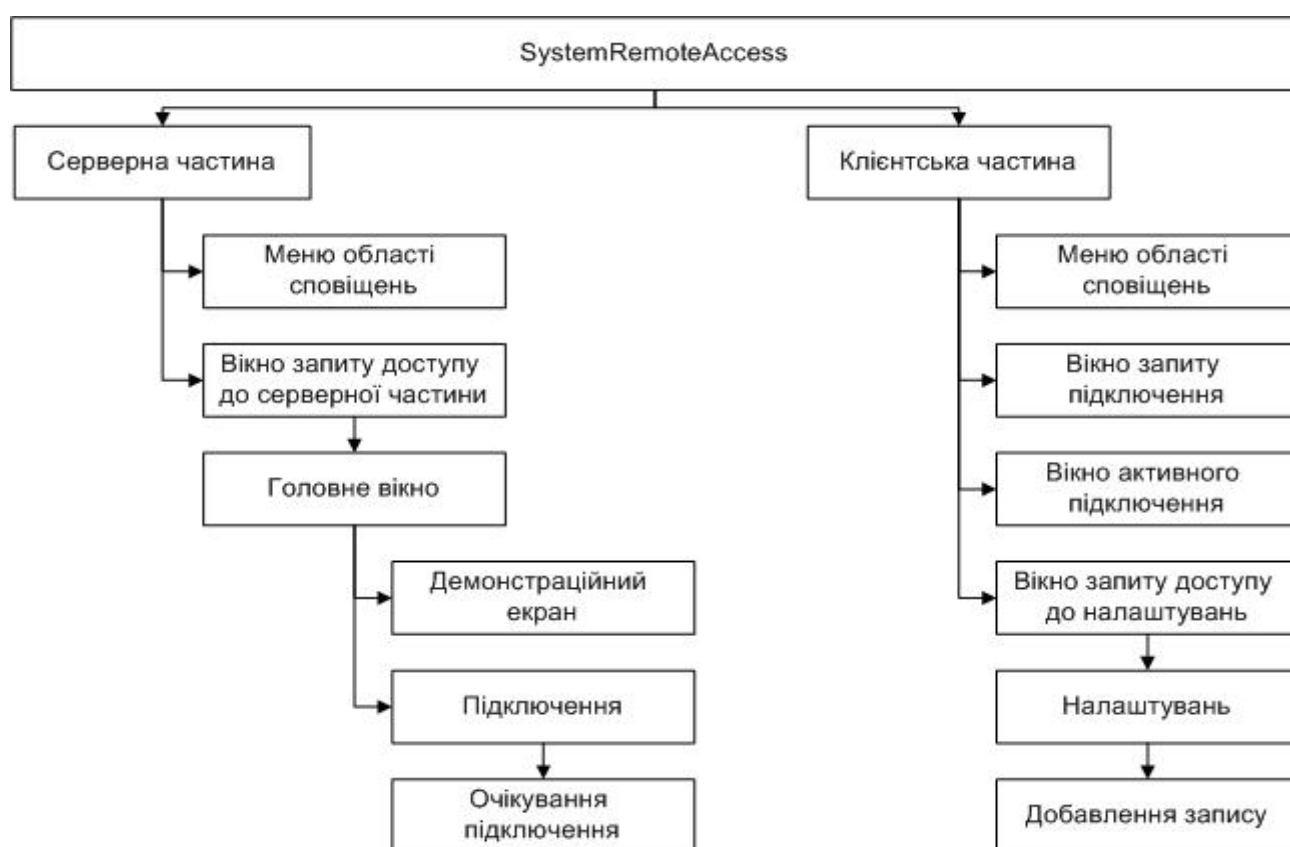 SystemRemoteAccess
Серверна частина
Клієнтська частина
Меню області
сповіщень
Меню області
сповіщень
Вікно запиту доступу
до серверної частини
Вікно запиту
підключення
Головне вікно
Вікно активного
підключення
Демонстраційний
екран
Вікно запиту доступу
до налаштувань
Підключення
Налаштувань
Очікування
підключення
Добавлення запису